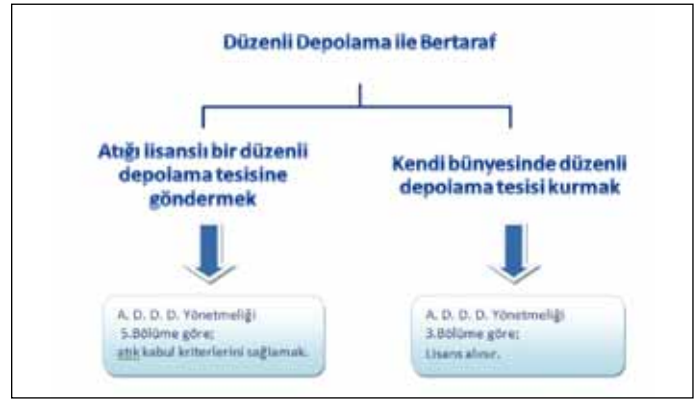 Düzenli Depolama ile Bertaraf
Atığı lisanslı bir düzenli
depolama tesisine
göndermek
Kendi bünyesinde düzenli
depolama tesisi kurmak
A. D. D. D. Yönetmeliği
5.Bölüme göre;
atık kabul kriterlerini sağlamak.
A. D. D. D. Yönetmeliği
3.Bölüme göre;
Lisans alınır.